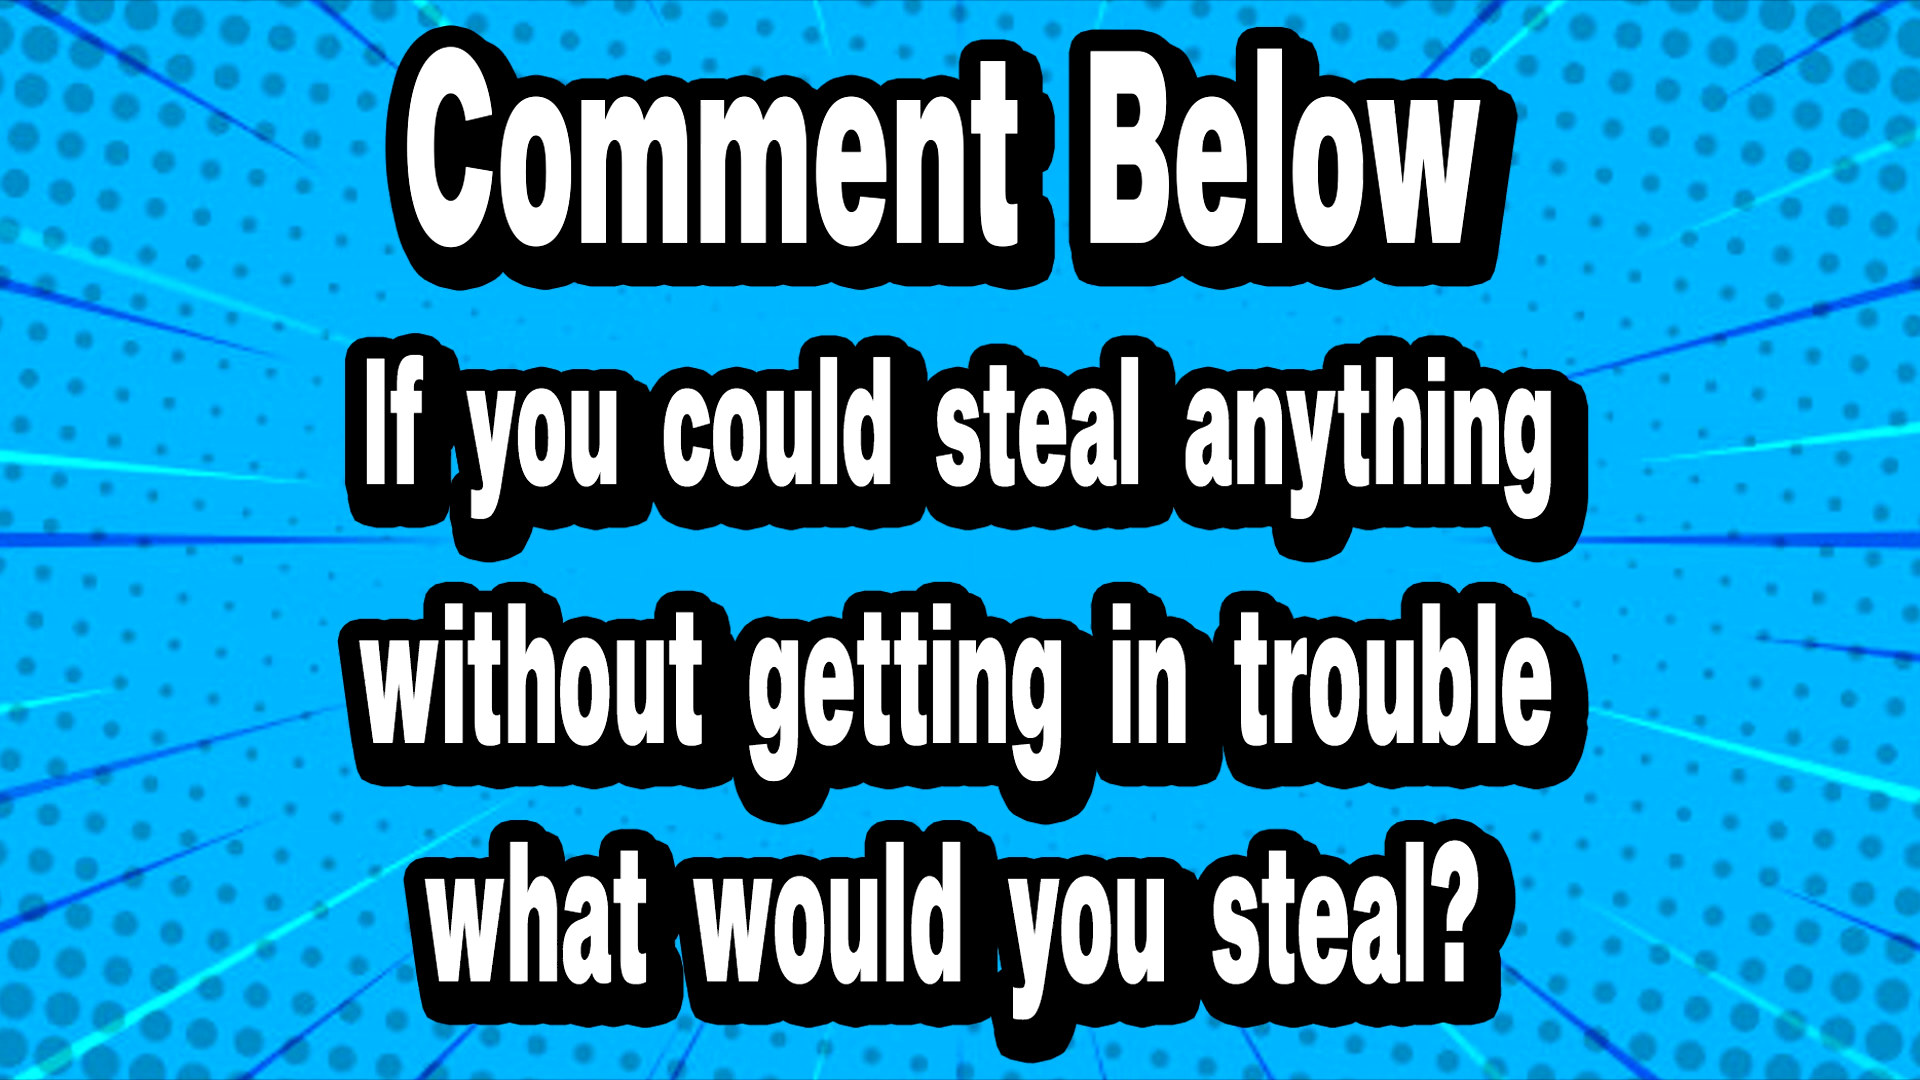 Comment Below
If you could steal anything
without getting in trouble
what would you steal?